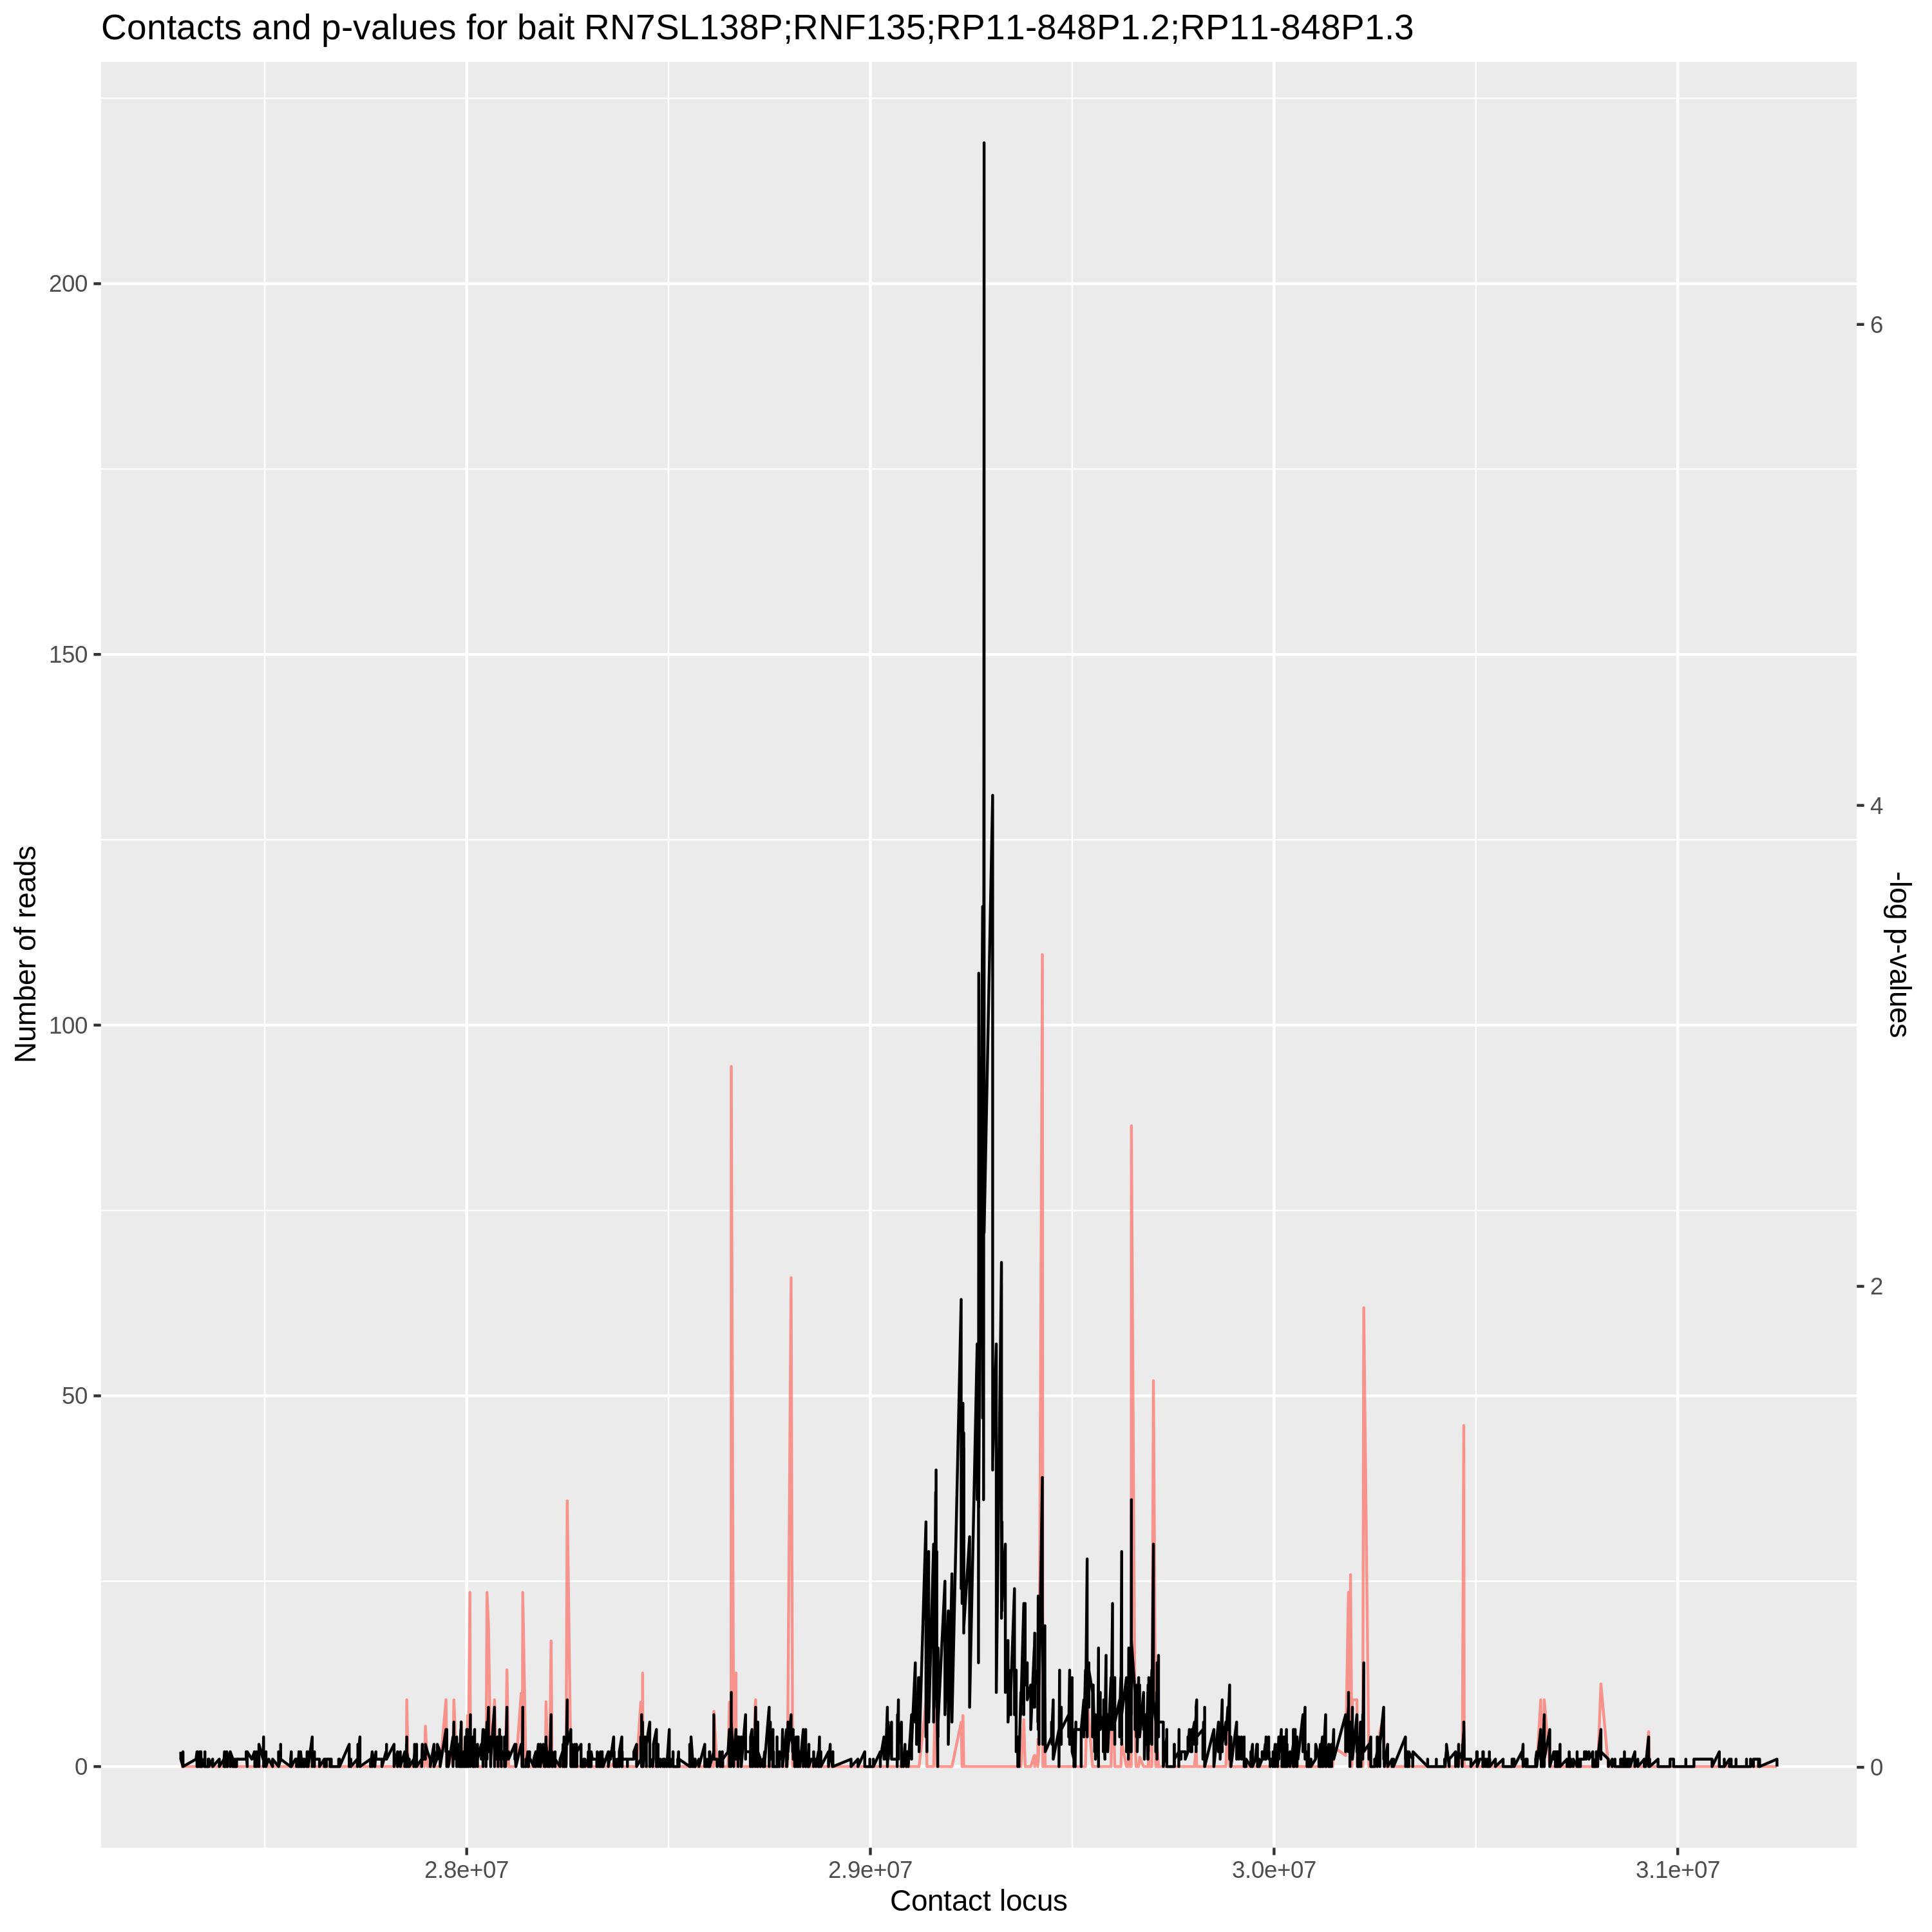 Contacts and p-values for bait RN7SL138P;RNF135;RP11-848P1.2;RP11-848P1.3
200
150
100
50
0
Number of reads
6
4
2
0
-log p-values
2.8e+07
2.9e+07
3.0e+07
3.1e+07
Contact locus